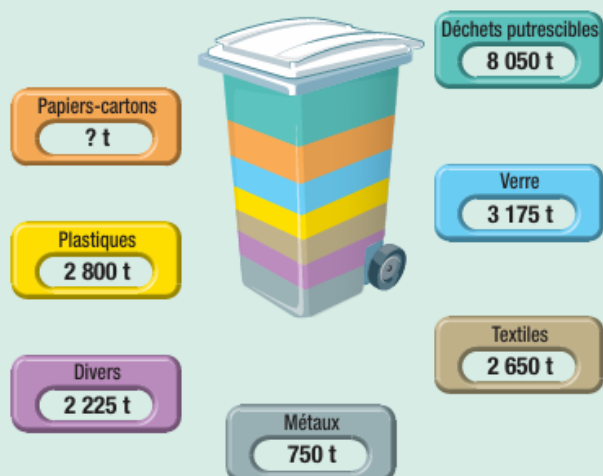 Déchets putrescibles
8 050 t
Papiers-cartons
? t
Verre
3 175 t
Plastiques
2 800 t
Textiles
2 650 t
Divers
2 225 t
Métaux
750 t